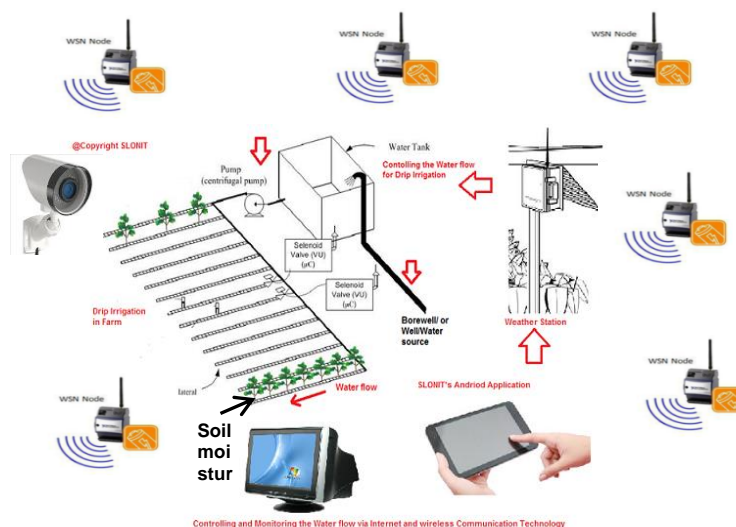 WSN Node
WSN Node
WSN Node
@Copyright SLONIT
Water Tank
Pump
(centrifugal pump)
Contolling the Water flow
for Drip Irrigation
WSN Node
Selenoid
Valve (VU)
(μC)
Selenoid
Valve (VU)
(μC)
Drip Irrigation
in Farm
Borewell/ or
Well/Water
source
Weather Station
WSN Node
lateral
Water flow
SLONIT's Andriod Application
WSN Node
Soil
moi
stur
Controlling and Monitoring the Water flow via Internet and wireless Communication Technology